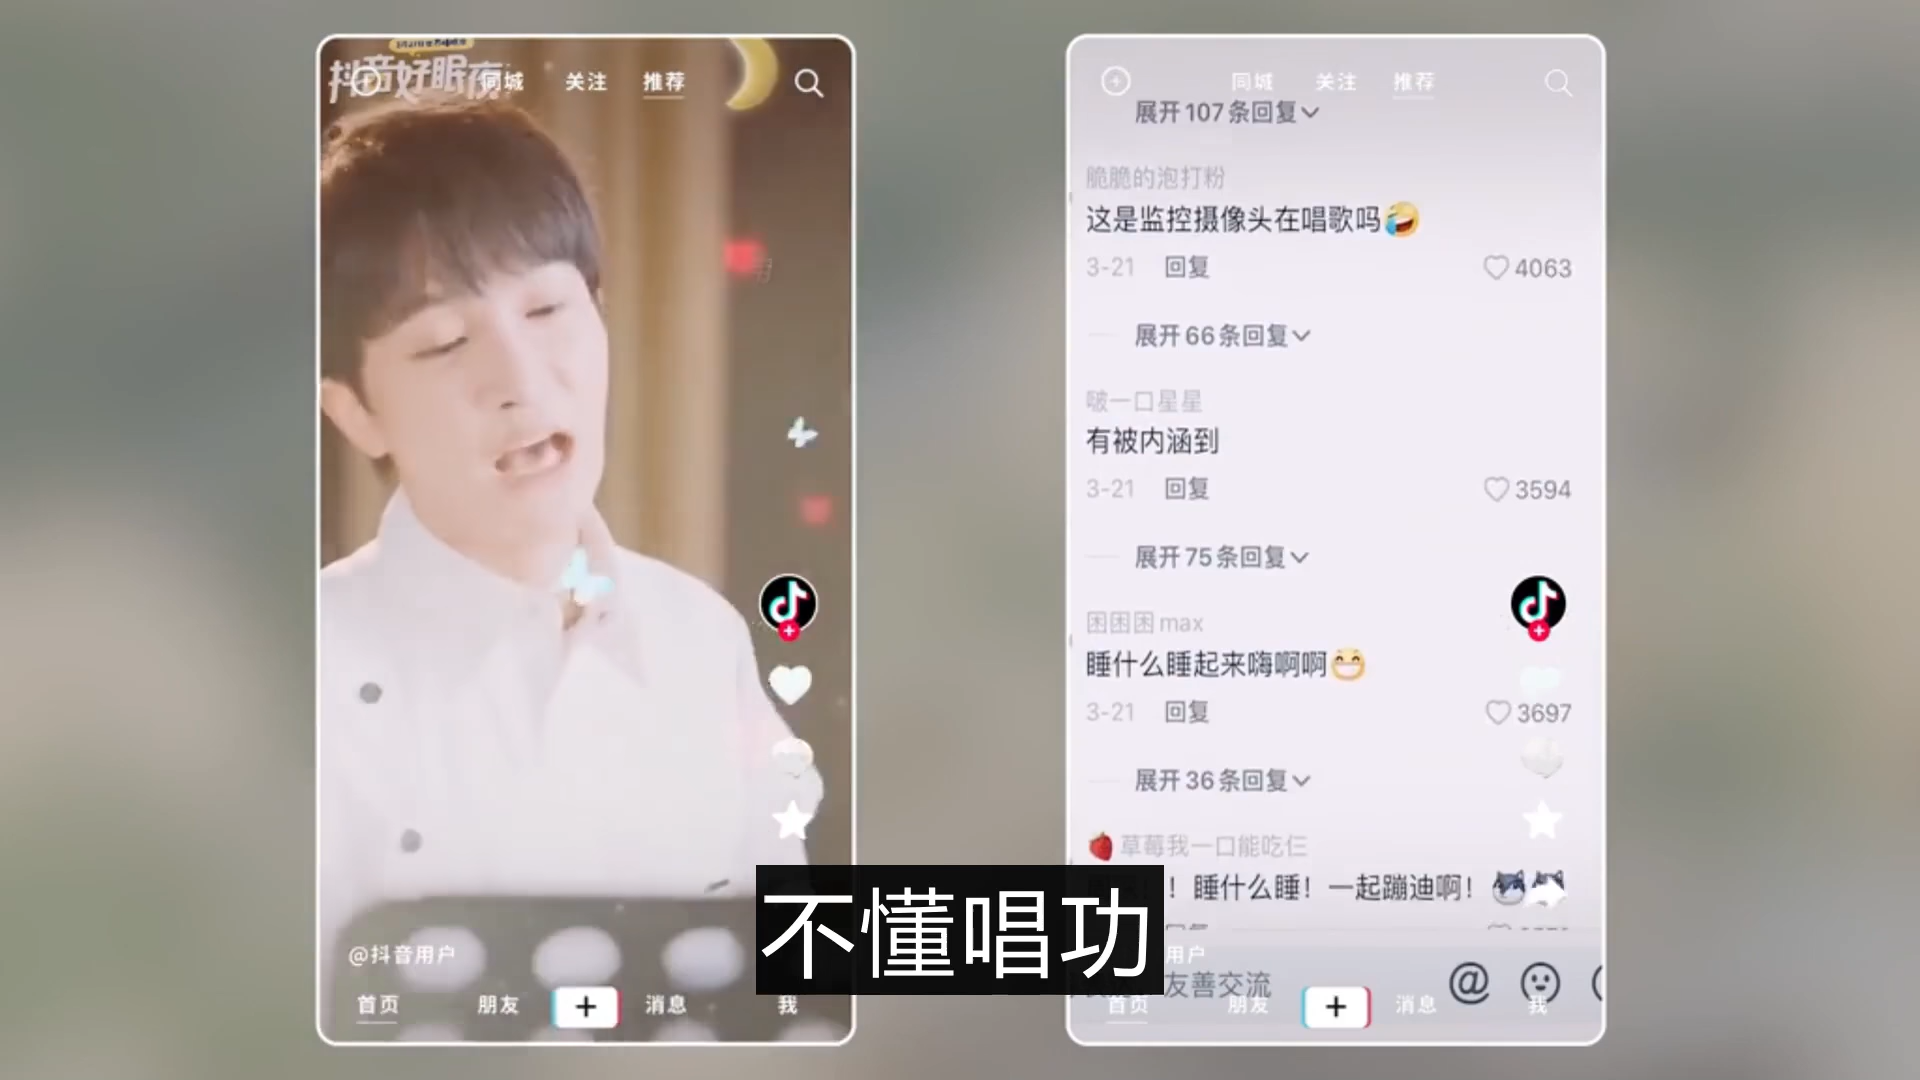 抖音好眠夜
同城
关注
推荐
@抖音用户
首页
朋友
消息
我
同城
关注
推荐
展开107条回复
脆脆的泡打粉
这是监控摄像头在唱歌吗🤣
3-21 回复
4063
展开66条回复
啵一口星星
有被内涵到
3-21 回复
3594
展开75条回复
困困困max
睡什么睡起来嗨啊啊😁
3-21 回复
3697
展开36条回复
🍓草莓我一口能吃仨
！睡什么睡！一起蹦迪啊！
用户
友善交流
@
首页
朋友
消息
我
不懂唱功